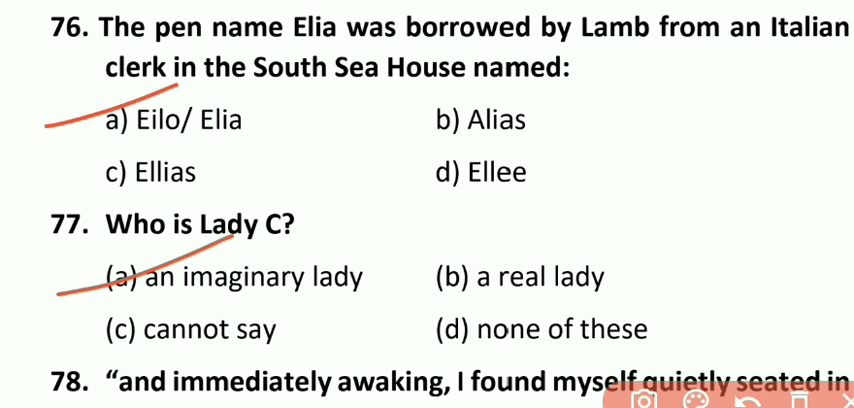 76. The pen name Elia was borrowed by Lamb from an Italian
clerk in the South Sea House named:
a) Eilo/ Elia b) Alias
c) Ellias d) Ellee
77. Who is Lady C?
(a) an imaginary lady (b) a real lady
(c) cannot say (d) none of these
78. “and immediately awaking, I found myself quietly seated in